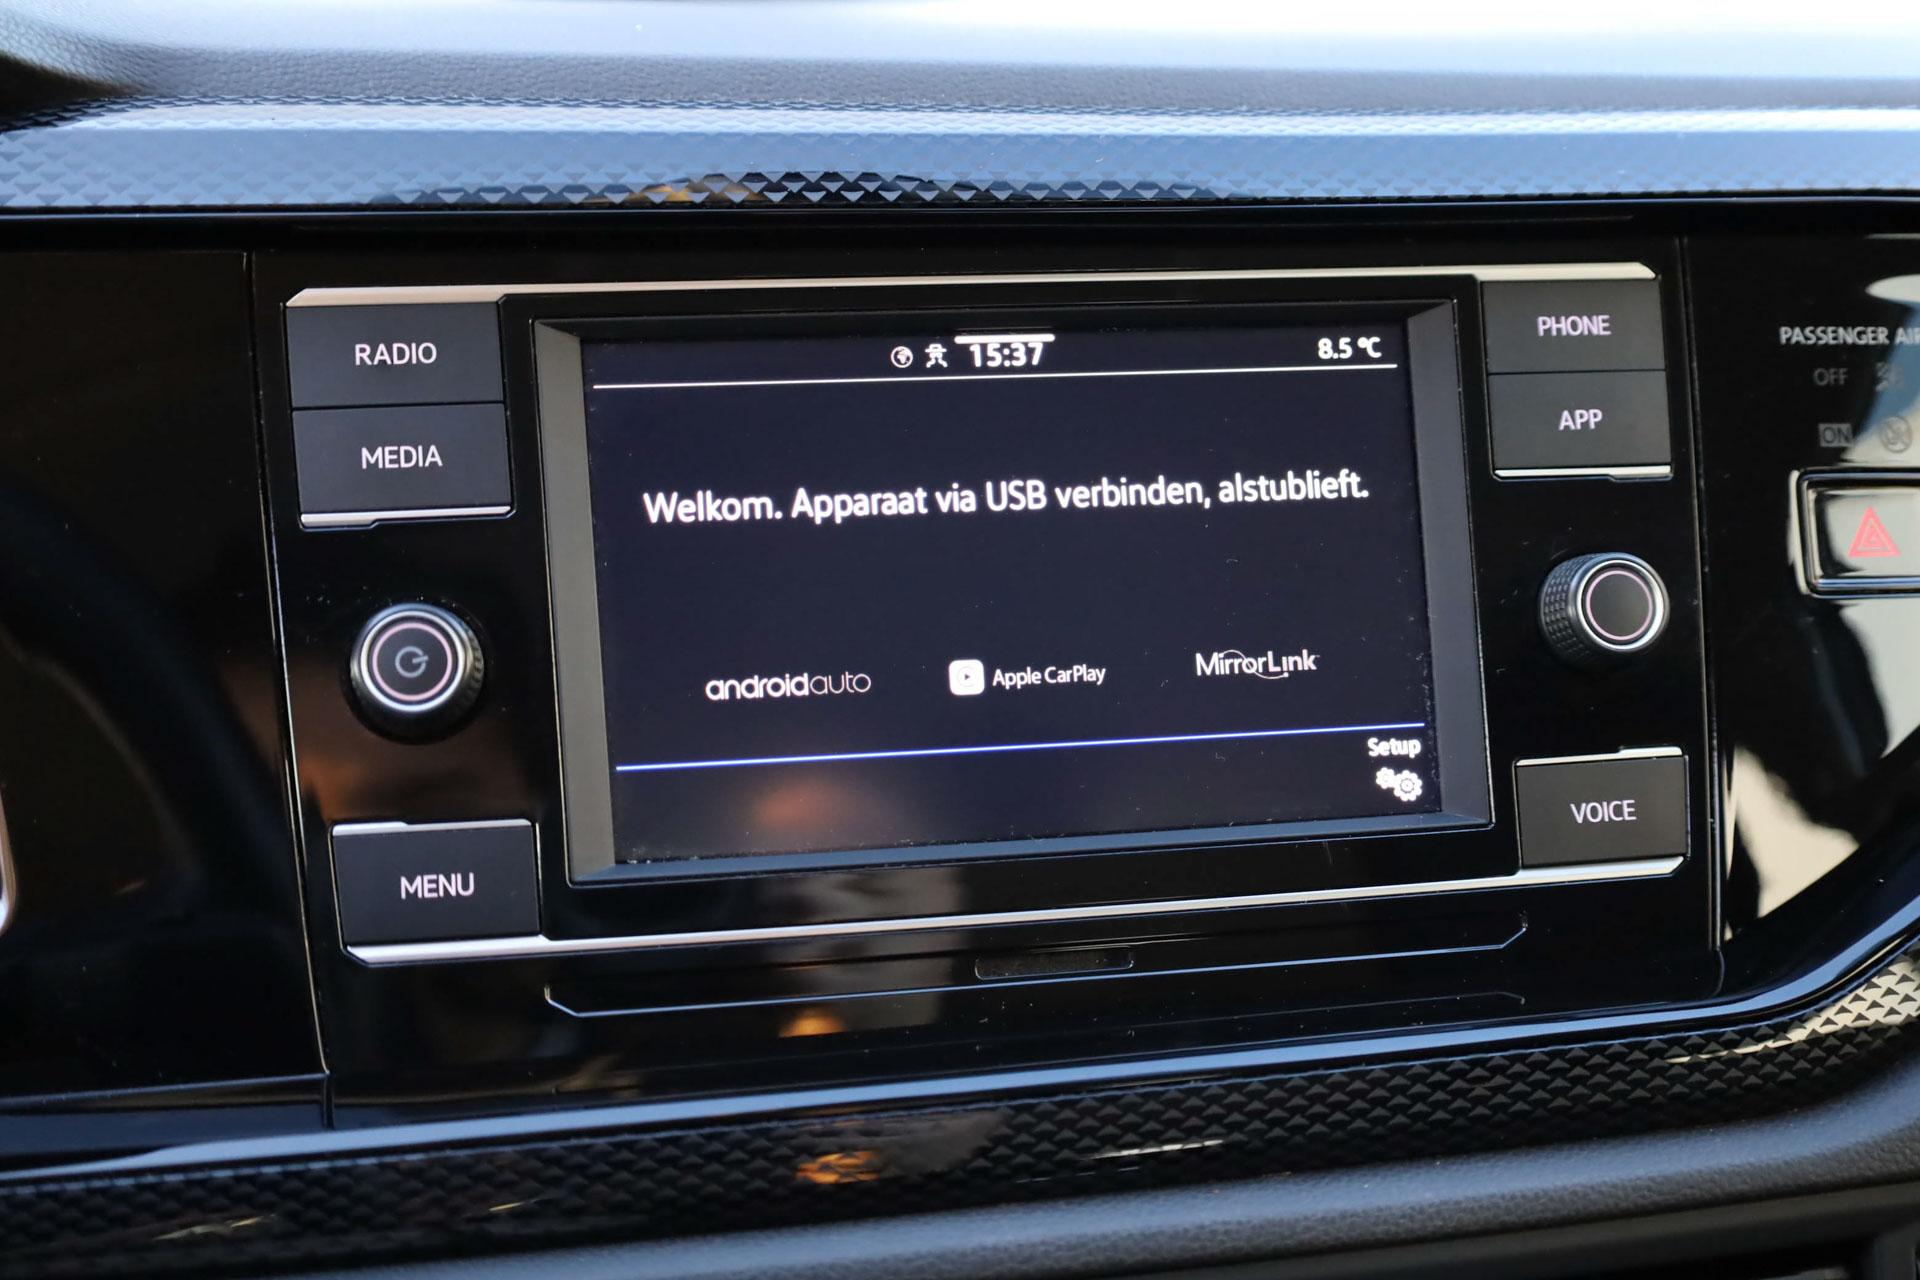 RADIO
MEDIA
MENU
15:37
8.5 °C
Welkom. Apparaat via USB verbinden, alstublieft.
androidauto
Apple CarPlay
MirrorLink
Setup
PHONE
APP
VOICE
PASSENGER AIR
OFF
ON